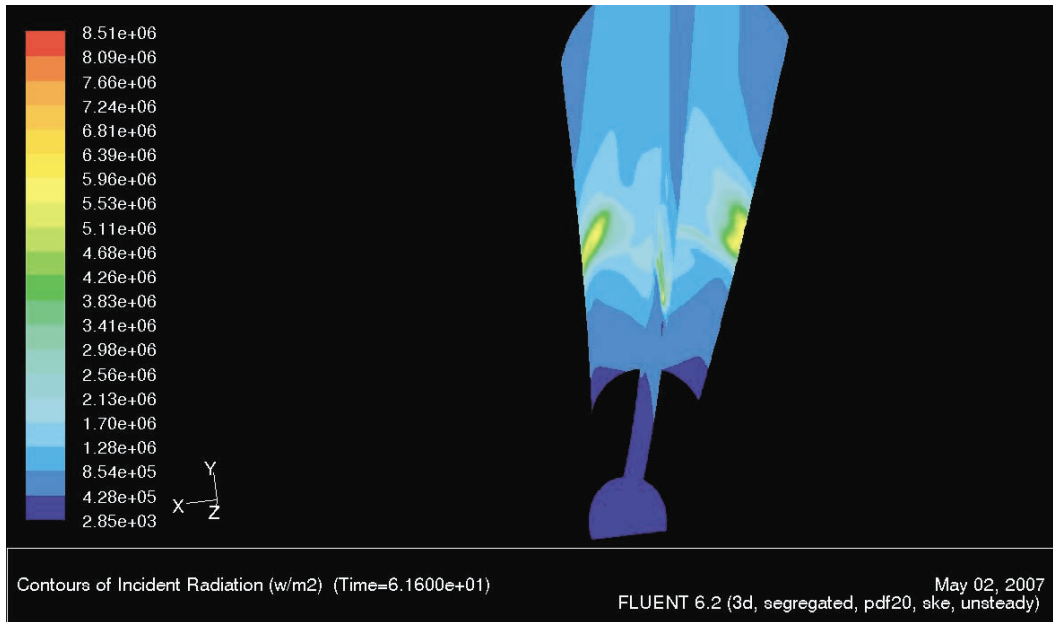 8.51e+06
8.09e+06
7.66e+06
7.24e+06
6.81e+06
6.39e+06
5.96e+06
5.53e+06
5.11e+06
4.68e+06
4.26e+06
3.83e+06
3.41e+06
2.98e+06
2.56e+06
2.13e+06
1.70e+06
1.28e+06
8.54e+05
4.28e+05
2.85e+03
Y
X
Z
Contours of Incident Radiation (w/m2) (Time=6.1600e+01)
May 02, 2007
FLUENT 6.2 (3d, segregated, pdf20, ske, unsteady)